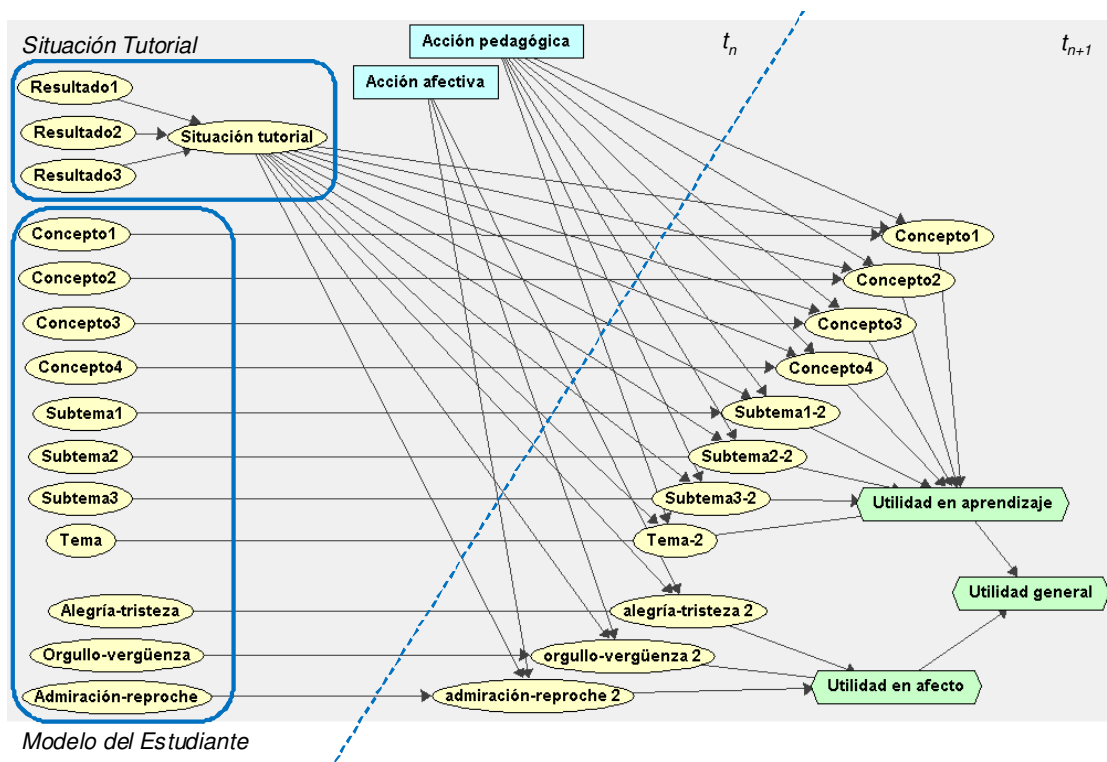 Situación Tutorial
Acción pedagógica
t_n
t_{n+1}
Acción afectiva
Resultado1
Resultado2
Situación tutorial
Resultado3
Concepto1
Concepto1
Concepto2
Concepto2
Concepto3
Concepto3
Concepto4
Concepto4
Subtema1
Subtema1-2
Subtema2
Subtema2-2
Subtema3
Subtema3-2
Utilidad en aprendizaje
Tema
Tema-2
Utilidad general
Alegría-tristeza
alegría-tristeza 2
Orgullo-vergüenza
orgullo-vergüenza 2
Utilidad en afecto
Admiración-reproche
admiración-reproche 2
Modelo del Estudiante